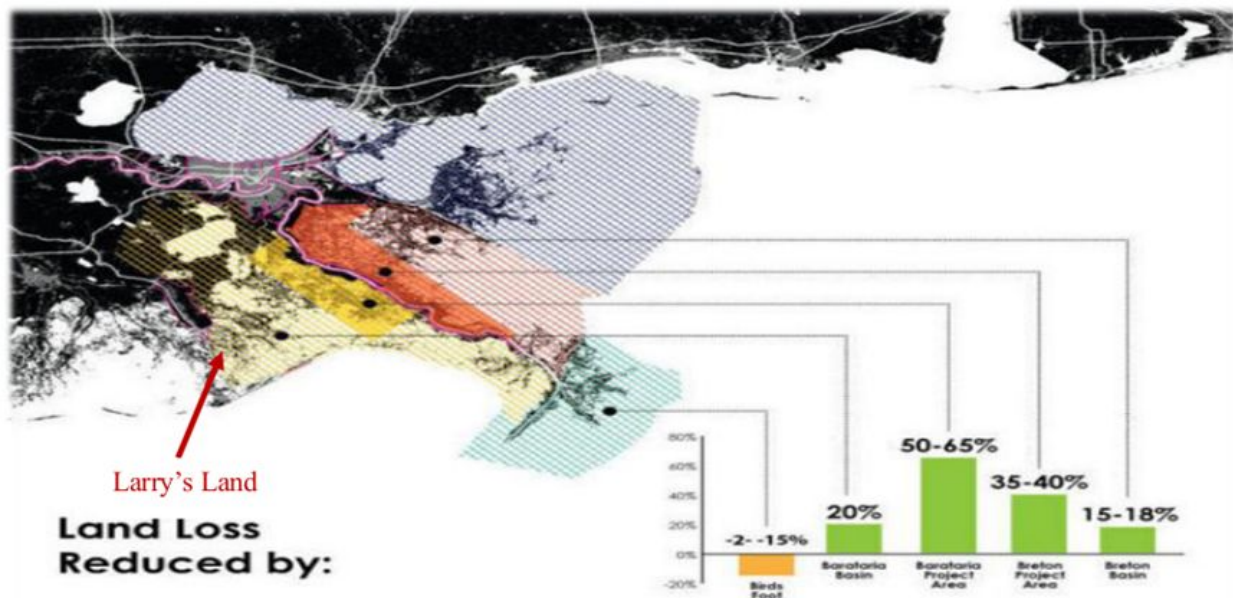 Larry's Land
Land Loss
Reduced by:
80%
60%
40%
20%
0%
-20%
-2- -15%
20%
50-65%
35-40%
15-18%
Birds
Foot
Barataria
Basin
Barataria
Project
Area
Breton
Project
Area
Breton
Basin